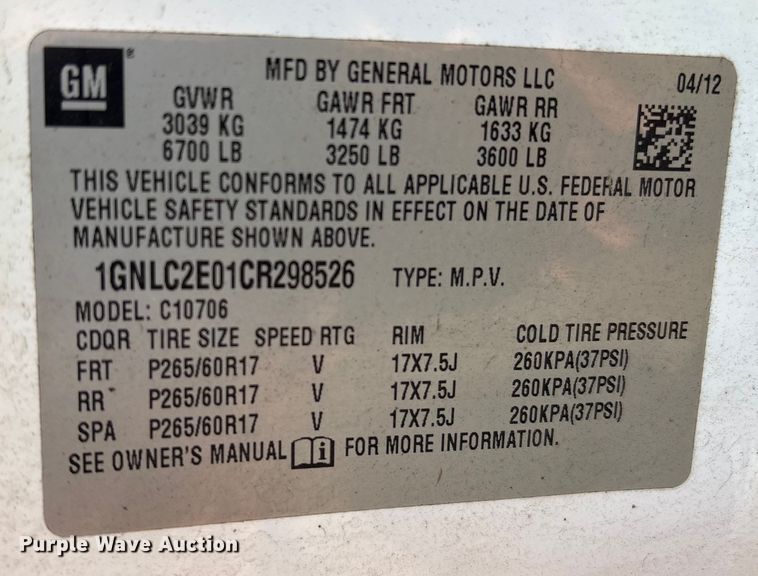 GM®
MFD BY GENERAL MOTORS LLC 04/12
GVWR GAWR FRT GAWR RR
3039 KG 1474 KG 1633 KG
6700 LB 3250 LB 3600 LB
THIS VEHICLE CONFORMS TO ALL APPLICABLE U.S. FEDERAL MOTOR
VEHICLE SAFETY STANDARDS IN EFFECT ON THE DATE OF
MANUFACTURE SHOWN ABOVE.
1GNLC2E01CR298526 TYPE: M.P.V.
MODEL: C10706
CDQR TIRE SIZE SPEED RTG RIM COLD TIRE PRESSURE
FRT P265/60R17 V 17X7.5J 260KPA(37PSI)
RR P265/60R17 V 17X7.5J 260KPA(37PSI)
SPA P265/60R17 V 17X7.5J 260KPA(37PSI)
SEE OWNER'S MANUAL i FOR MORE INFORMATION.
Purple Wave Auction